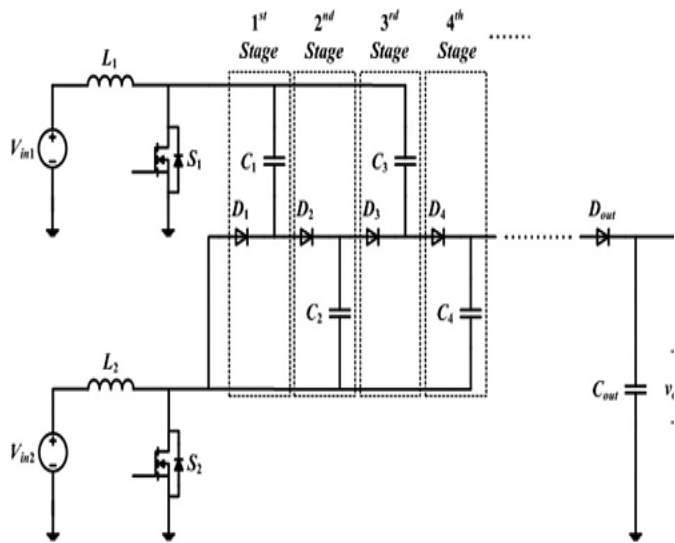 1st 2nd 3rd 4th
Stage Stage Stage Stage
L1
Vin1
S1
C1
C3
D1 D2 D3 D4 Dout
C2
C4
L2
Cout
Vin2
S2